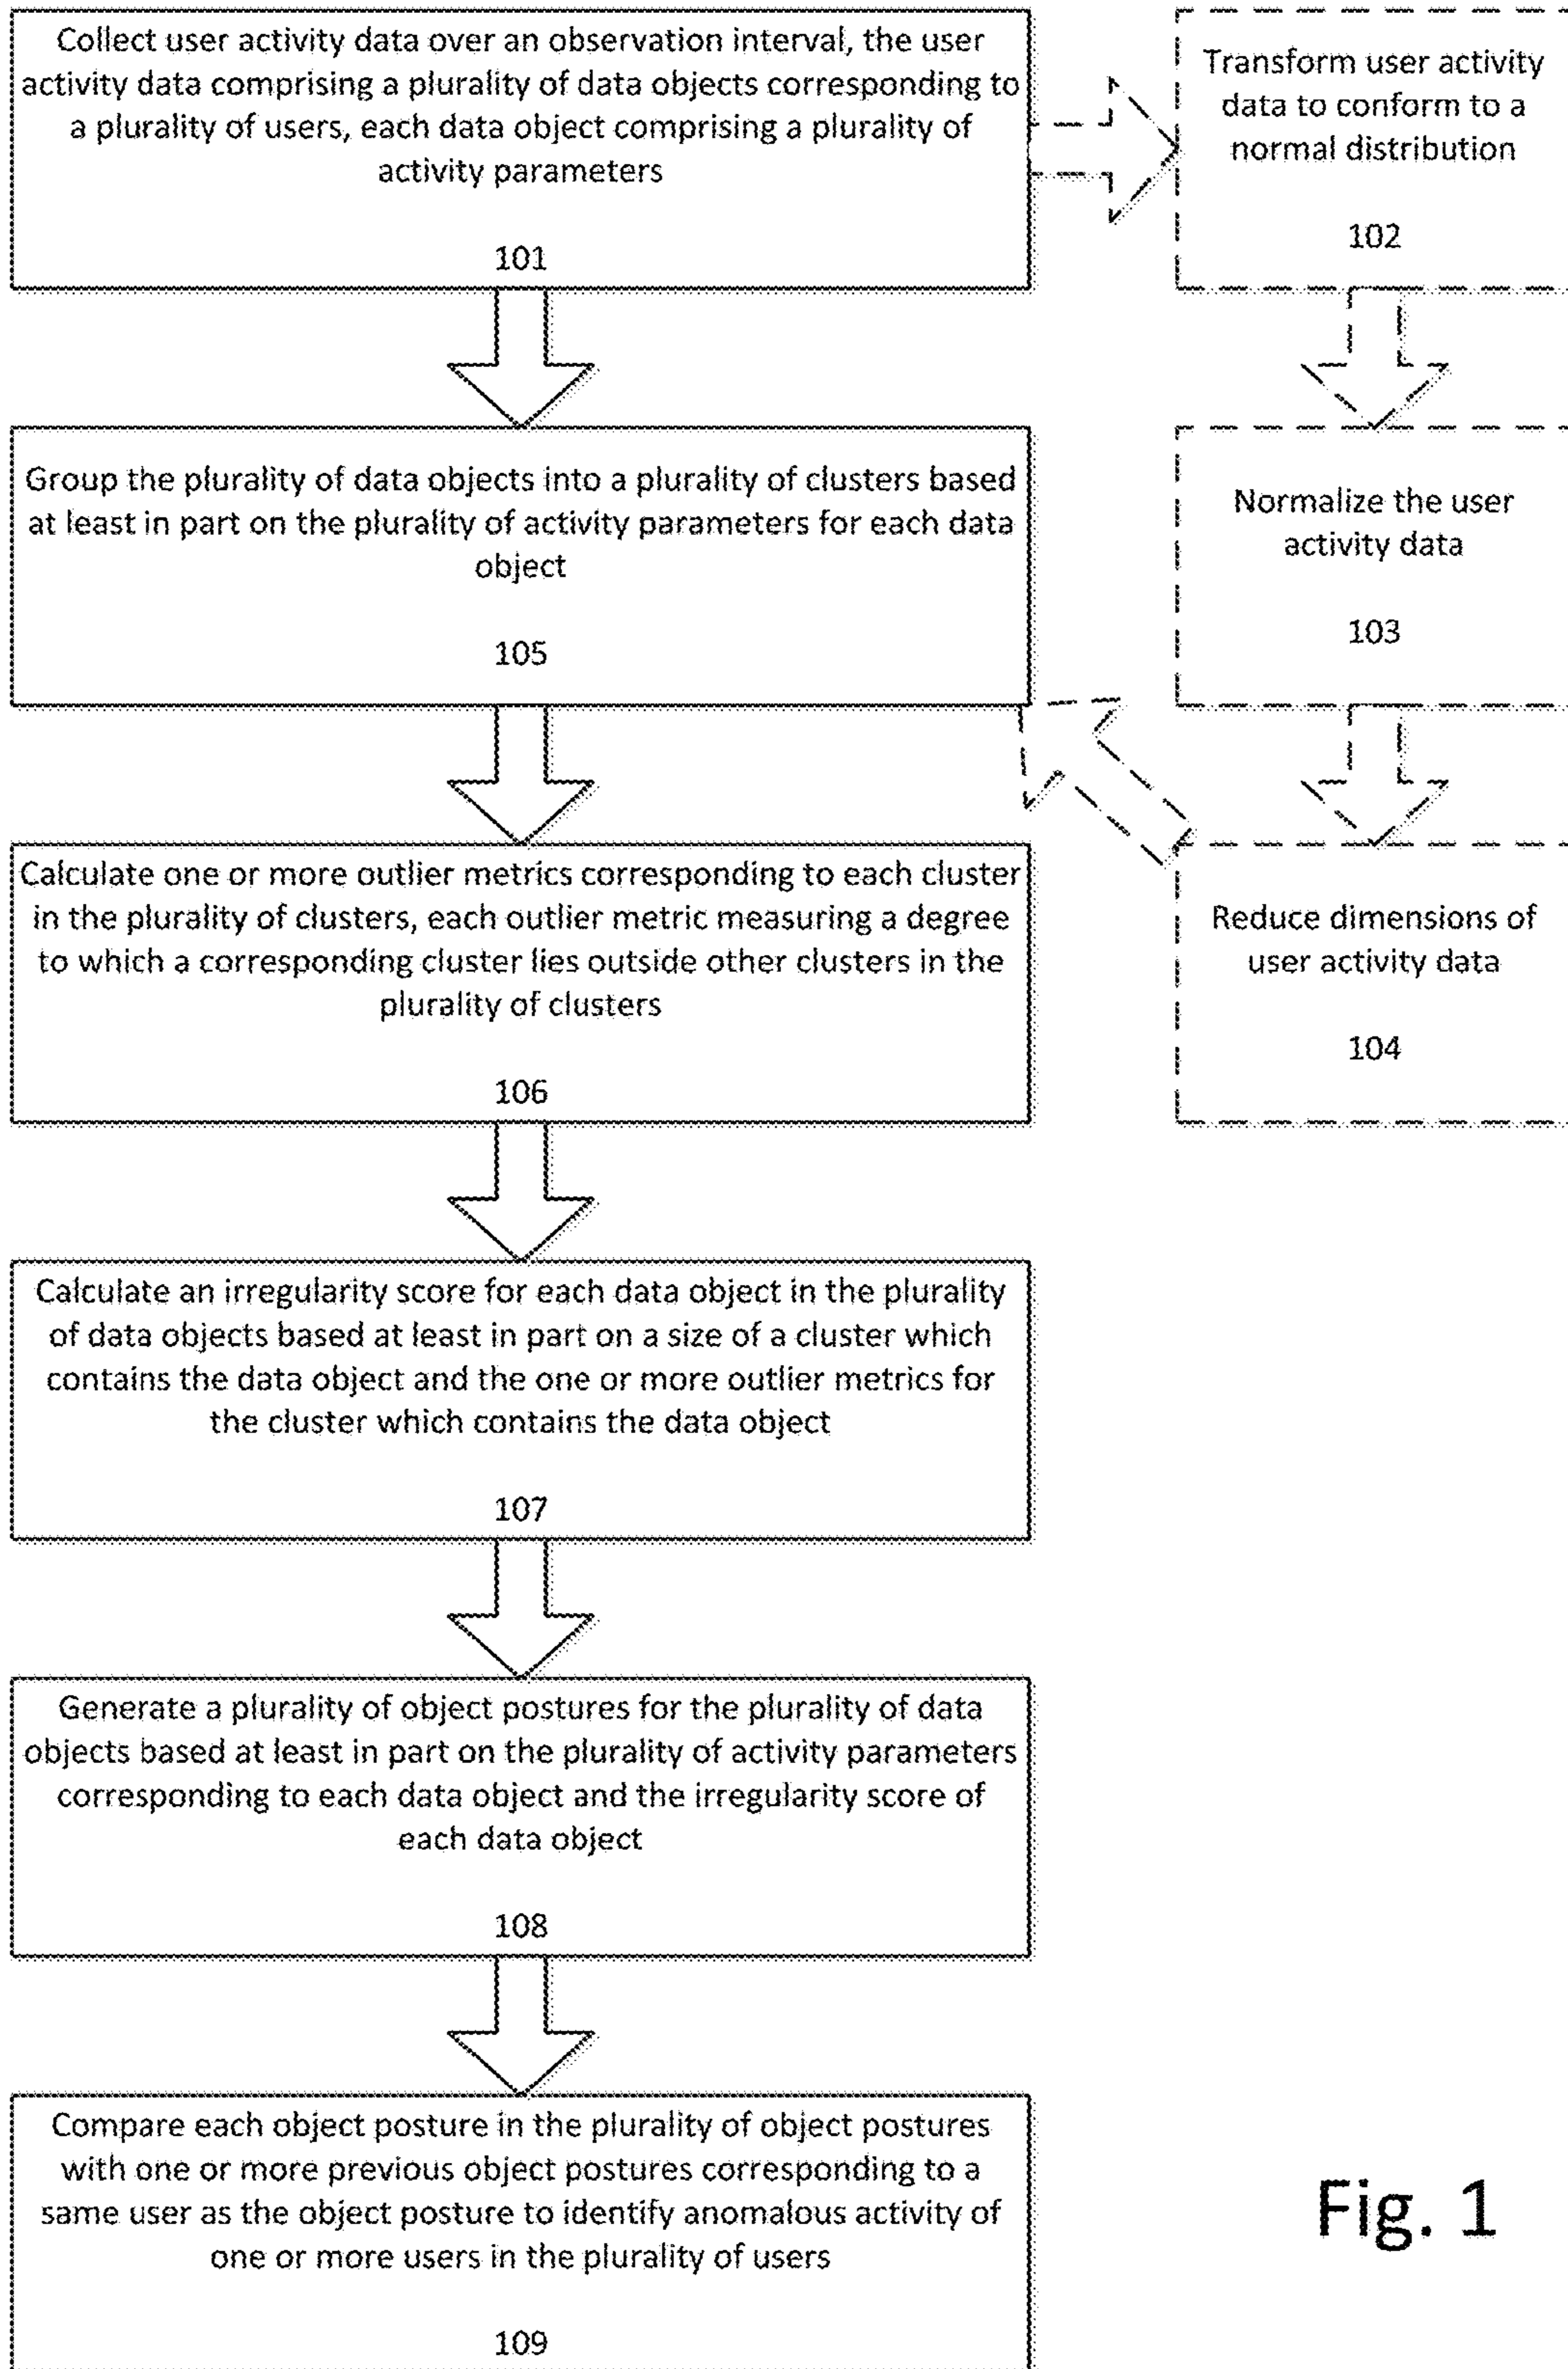 Collect user activity data over an observation interval, the user
activity data comprising a plurality of data objects corresponding to
a plurality of users, each data object comprising a plurality of
activity parameters
101
Transform user activity
data to conform to a
normal distribution
102
Group the plurality of data objects into a plurality of clusters based
at least in part on the plurality of activity parameters for each data
object
105
Normalize the user
activity data
103
Calculate one or more outlier metrics corresponding to each cluster
in the plurality of clusters, each outlier metric measuring a degree
to which a corresponding cluster lies outside other clusters in the
plurality of clusters
106
Reduce dimensions of
user activity data
104
Calculate an irregularity score for each data object in the plurality
of data objects based at least in part on a size of a cluster which
contains the data object and the one or more outlier metrics for
the cluster which contains the data object
107
Generate a plurality of object postures for the plurality of data
objects based at least in part on the plurality of activity parameters
corresponding to each data object and the irregularity score of
each data object
108
Compare each object posture in the plurality of object postures
with one or more previous object postures corresponding to a
same user as the object posture to identify anomalous activity of
one or more users in the plurality of users
109
Fig. 1